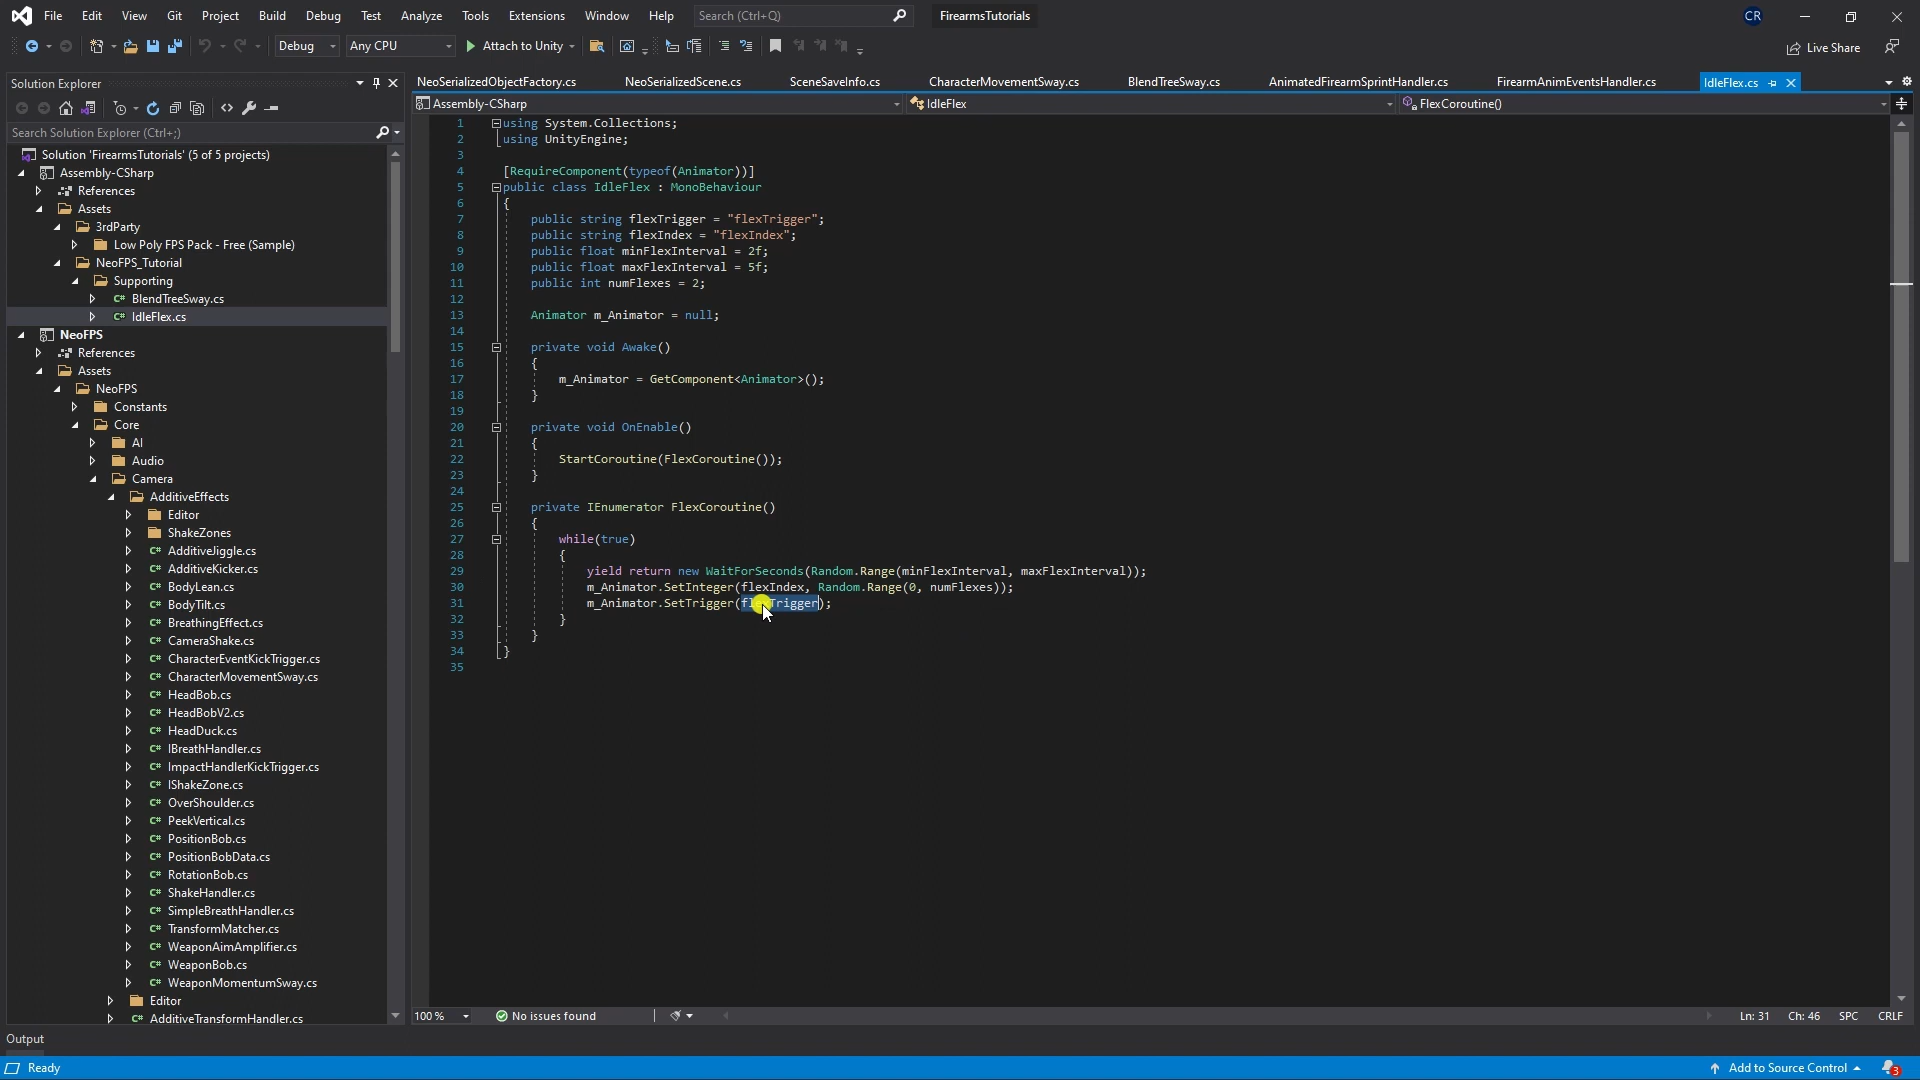 File Edit View Git Project Build Debug Test Analyze Tools Extensions Window Help Search (Ctrl+Q) FirearmsTutorials CR
Debug Any CPU Attach to Unity Live Share
Solution Explorer
Search Solution Explorer (Ctrl+;)
Solution 'FirearmsTutorials' (5 of 5 projects)
Assembly-CSharp
References
Assets
3rdParty
Low Poly FPS Pack - Free (Sample)
NeoFPS_Tutorial
Supporting
C# BlendTreeSway.cs
C# IdleFlex.cs
NeoFPS
References
Assets
NeoFPS
Constants
Core
AI
Audio
Camera
AdditiveEffects
Editor
ShakeZones
C# AdditiveJiggle.cs
C# AdditiveKicker.cs
C# BodyLean.cs
C# BodyTilt.cs
C# BreathingEffect.cs
C# CameraShake.cs
C# CharacterEventKickTrigger.cs
C# CharacterMovementSway.cs
C# HeadBob.cs
C# HeadBobV2.cs
C# HeadDuck.cs
C# IBreathHandler.cs
C# ImpactHandlerKickTrigger.cs
C# IShakeZone.cs
C# OverShoulder.cs
C# PeekVertical.cs
C# PositionBob.cs
C# PositionBobData.cs
C# RotationBob.cs
C# ShakeHandler.cs
C# SimpleBreathHandler.cs
C# TransformMatcher.cs
C# WeaponAimAmplifier.cs
C# WeaponBob.cs
C# WeaponMomentumSway.cs
Editor
C# AdditiveTransformHandler.cs
NeoSerializedObjectFactory.cs NeoSerializedScene.cs SceneSaveInfo.cs CharacterMovementSway.cs BlendTreeSway.cs AnimatedFirearmSprintHandler.cs FirearmAnimEventsHandler.cs IdleFlex.cs
Assembly-CSharp IdleFlex FlexCoroutine()
1 using System.Collections;
2 using UnityEngine;
3
4 [RequireComponent(typeof(Animator))]
5 public class IdleFlex : MonoBehaviour
6 {
7 public string flexTrigger = "flexTrigger";
8 public string flexIndex = "flexIndex";
9 public float minFlexInterval = 2f;
10 public float maxFlexInterval = 5f;
11 public int numFlexes = 2;
12
13 Animator m_Animator = null;
14
15 private void Awake()
16 {
17 m_Animator = GetComponent<Animator>();
18 }
19
20 private void OnEnable()
21 {
22 StartCoroutine(FlexCoroutine());
23 }
24
25 private IEnumerator FlexCoroutine()
26 {
27 while(true)
28 {
29 yield return new WaitForSeconds(Random.Range(minFlexInterval, maxFlexInterval));
30 m_Animator.SetInteger(flexIndex, Random.Range(0, numFlexes));
31 m_Animator.SetTrigger(flexTrigger);
32 }
33 }
34 }
35
100 % No issues found Ln: 31 Ch: 46 SPC CRLF
Output
Ready Add to Source Control 3